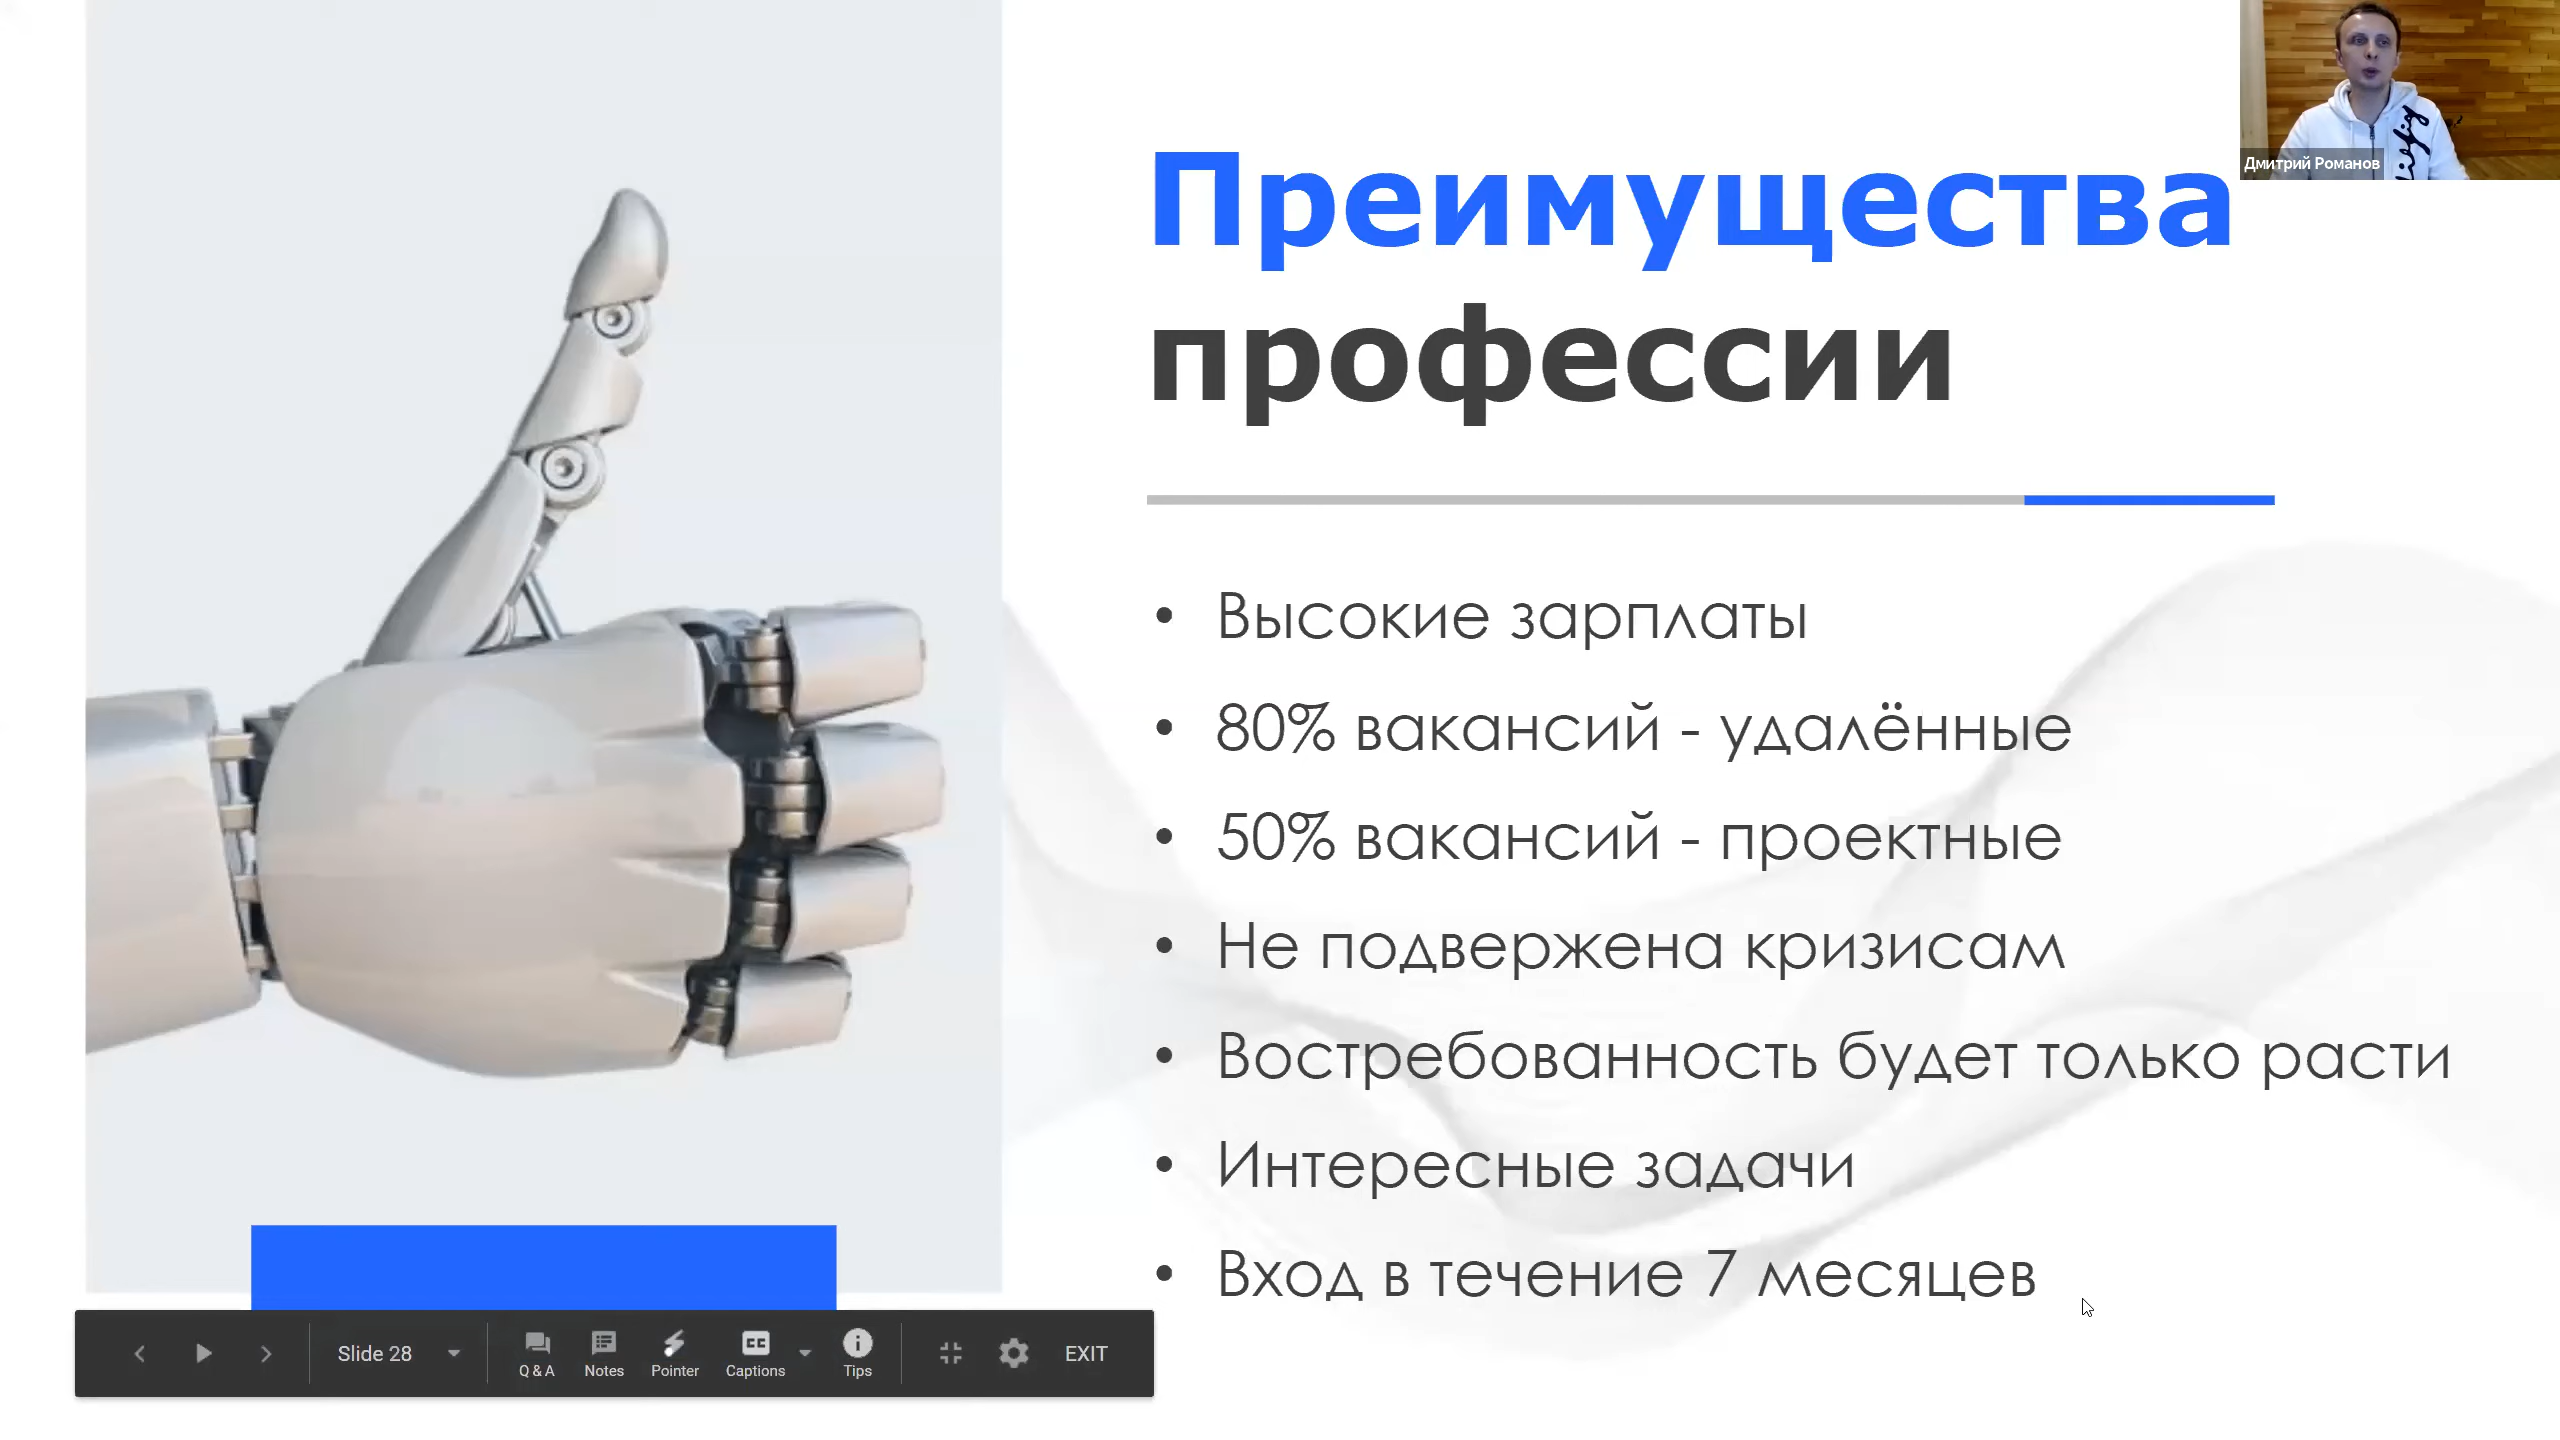 Дмитрий Романов
Преимущества
профессии
• Высокие зарплаты
• 80% вакансий - удалённые
• 50% вакансий - проектные
• Не подвержена кризисам
• Востребованность будет только расти
• Интересные задачи
• Вход в течение 7 месяцев
Slide 28
Q & A
Notes
Pointer
CC
Captions
Tips
EXIT